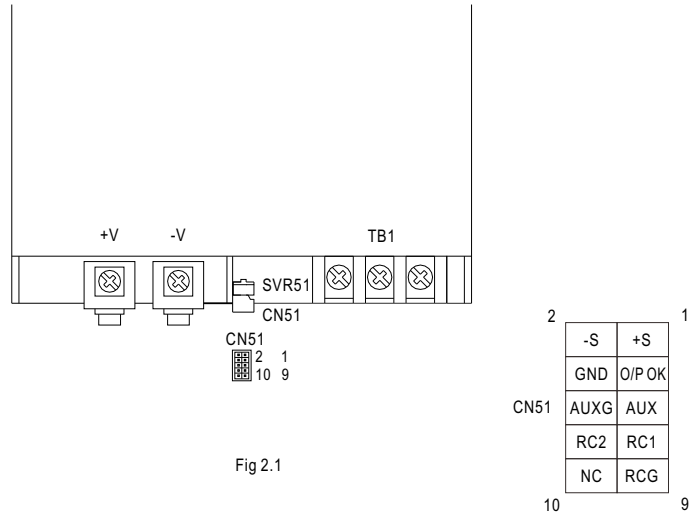 +V -V TB1
SVR51
CN51
CN51
2 1
10 9
Fig 2.1
2 1
-S +S
GND O/P OK
CN51 AUXG AUX
RC2 RC1
NC RCG
10 9